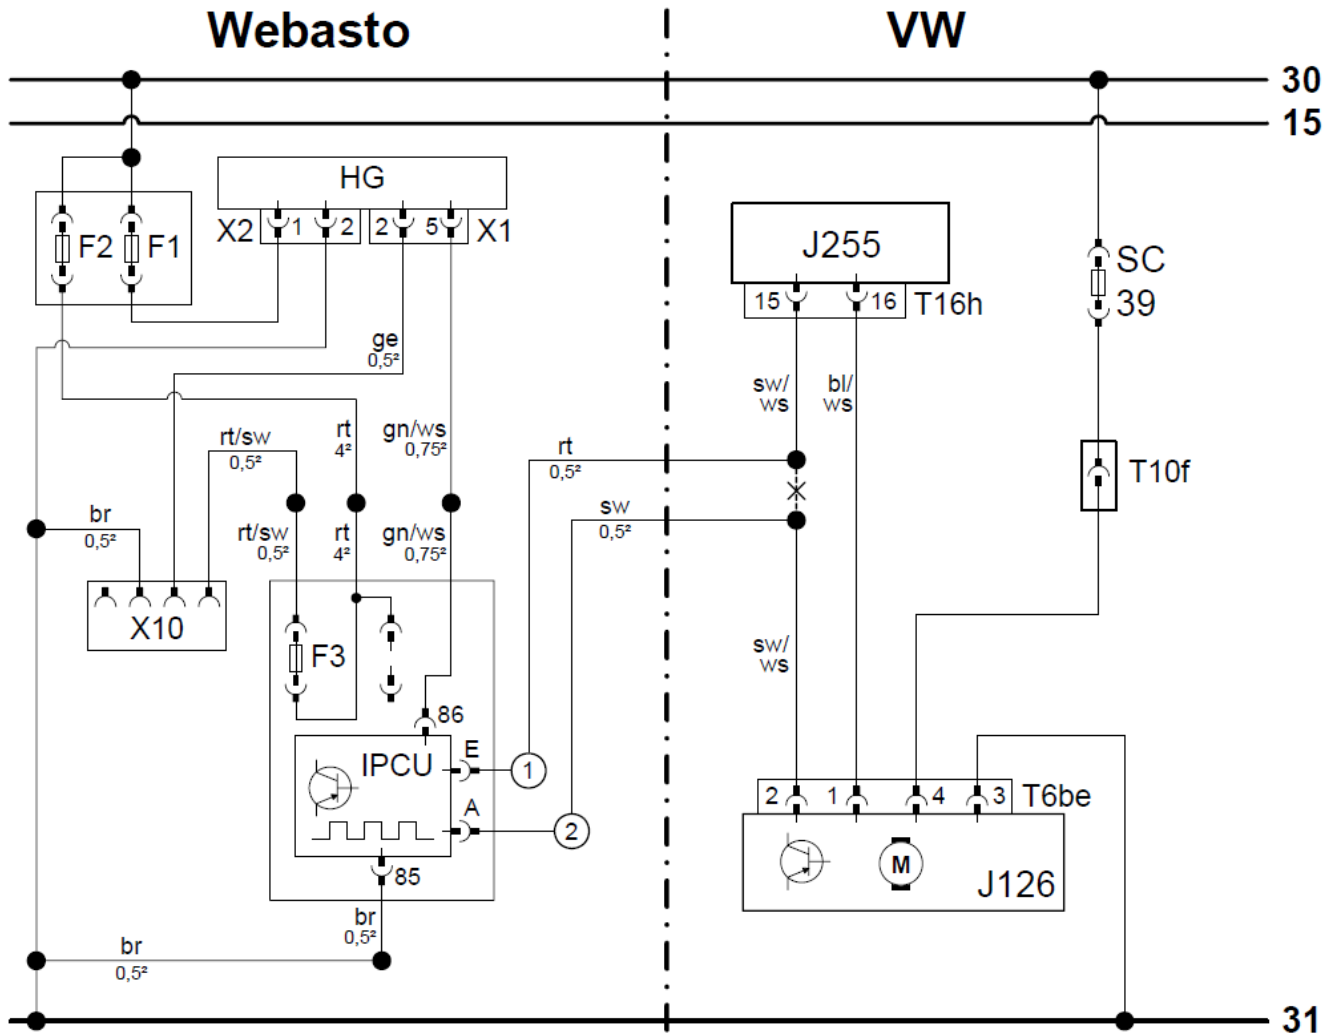 Webasto
VW
30
15
HG
X2 1 2 2 5 X1
F2 F1
J255
15 16 T16h
SC
39
ge
0,5²
sw/
ws
bl/
ws
rt/sw
0,5²
rt
4²
gn/ws
0,75²
rt
0,5²
T10f
br
0,5²
rt/sw
0,5²
rt
4²
gn/ws
0,75²
sw
0,5²
X10
F3
sw/
ws
86
IPCU
E
1
A
2
85
2 1 4 3 T6be
M
J126
br
0,5²
br
0,5²
31